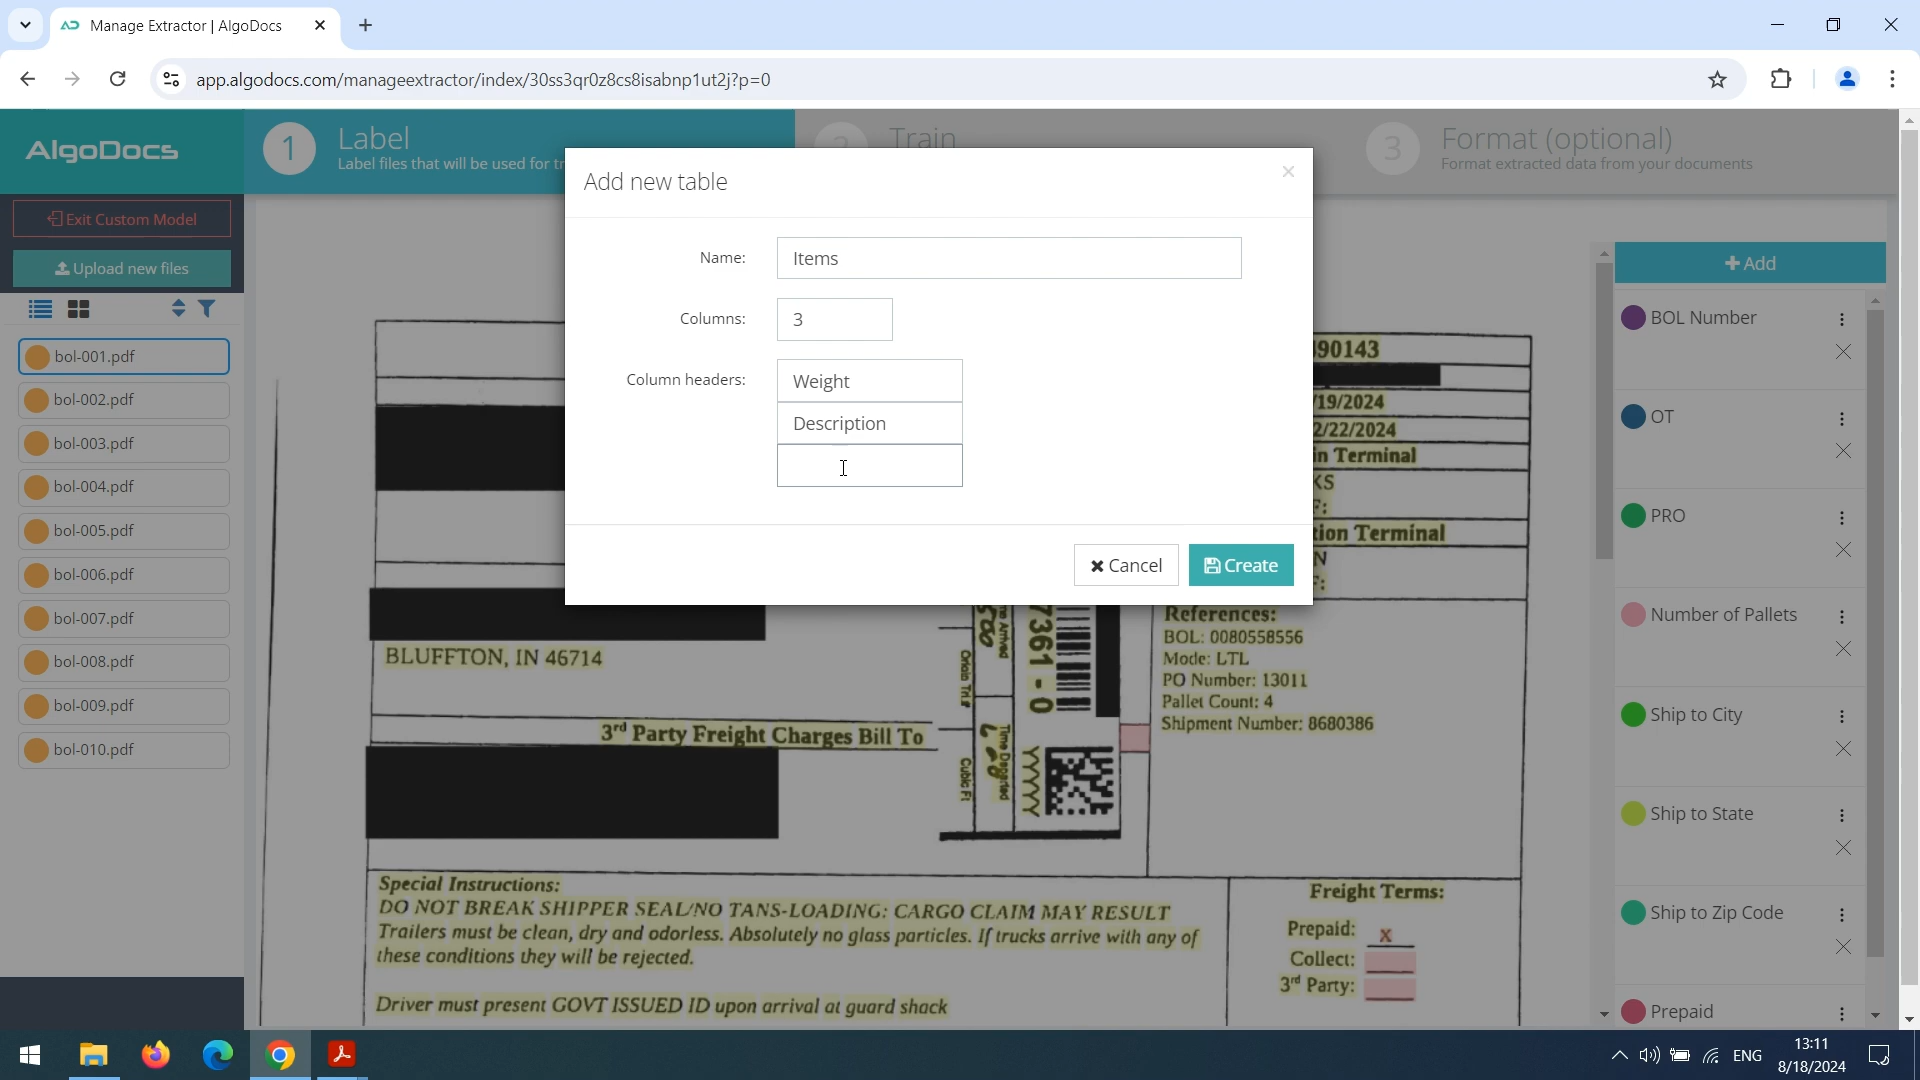 Manage Extractor | AlgoDocs
app.algodocs.com/manageextractor/index/30ss3qr0z8cs8isabnp1ut2j?p=0
AlgoDocs
1 Label
Label files that will be used for tr
2 Train
3 Format (optional)
Format extracted data from your documents
Exit Custom Model
Upload new files
bol-001.pdf
bol-002.pdf
bol-003.pdf
bol-004.pdf
bol-005.pdf
bol-006.pdf
bol-007.pdf
bol-008.pdf
bol-009.pdf
bol-010.pdf
Add new table
Name: Items
Columns: 3
Column headers: Weight
Description
Cancel
Create
90143
/19/2024
2/22/2024
in Terminal
KS
F:
tion Terminal
N
F:
References:
BOL: 0080558556
Mode: LTL
PO Number: 13011
Pallet Count: 4
Shipment Number: 8680386
BLUFFTON, IN 46714
3rd Party Freight Charges Bill To
7361 - 0
Time Departed
Cubic Ft
YYYYY
Special Instructions:
DO NOT BREAK SHIPPER SEAL/NO TANS-LOADING: CARGO CLAIM MAY RESULT
Trailers must be clean, dry and odorless. Absolutely no glass particles. If trucks arrive with any of
these conditions they will be rejected.
Driver must present GOVT ISSUED ID upon arrival at guard shack
Freight Terms:
Prepaid: X
Collect:
3rd Party:
Add
BOL Number
OT
PRO
Number of Pallets
Ship to City
Ship to State
Ship to Zip Code
Prepaid
ENG
13:11
8/18/2024